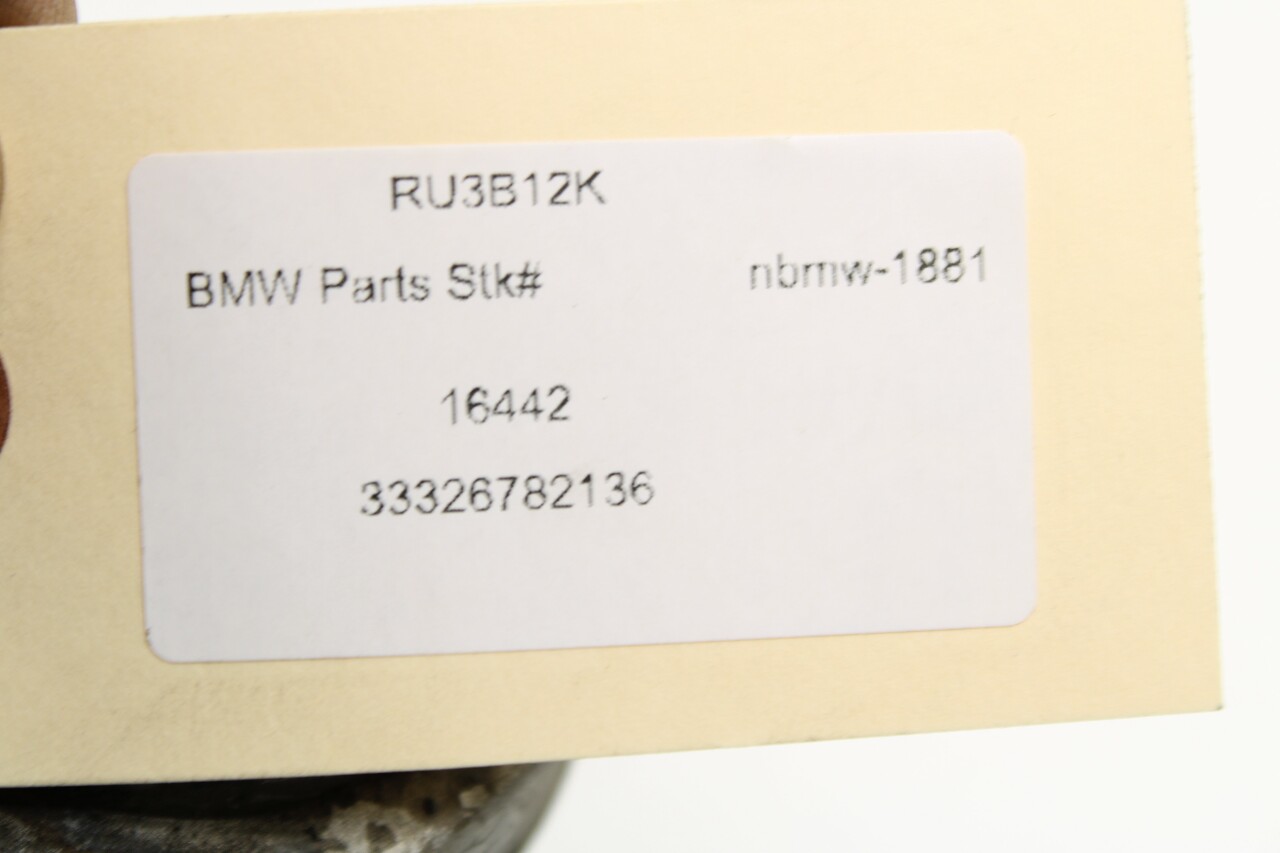 RU3B12K
BMW Parts Stk# nbmw-1881
16442
33326782136